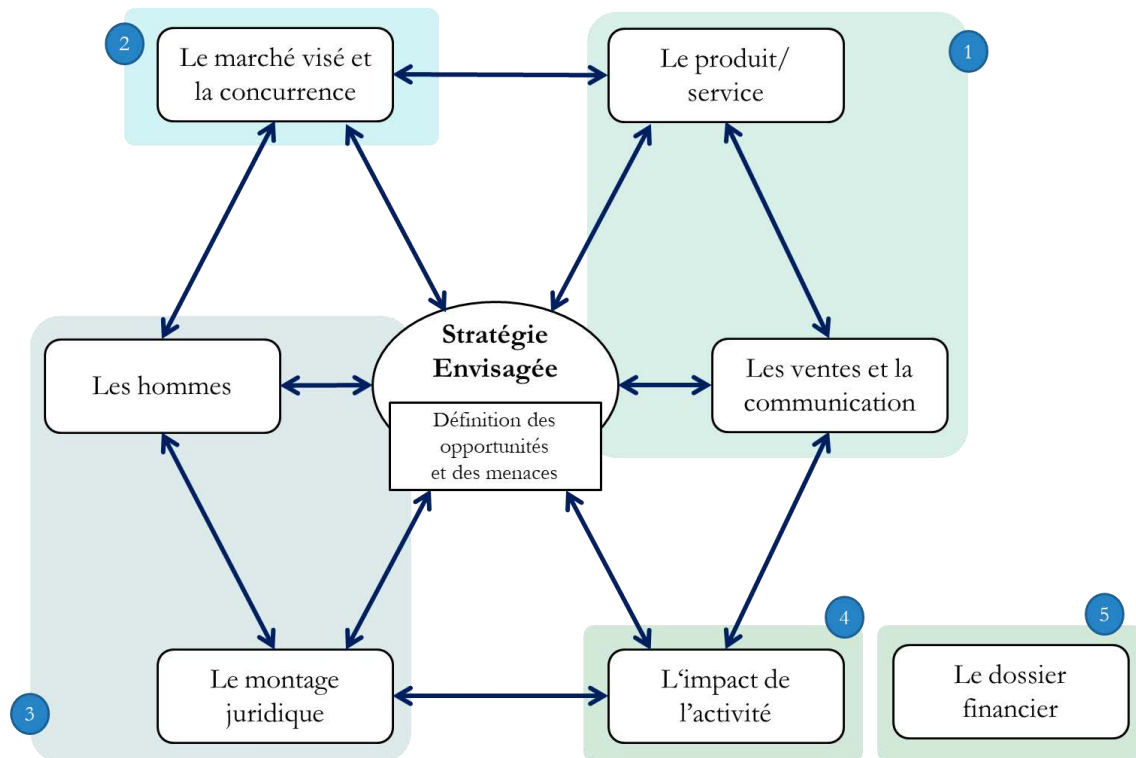 2
Le marché visé et
la concurrence
Le produit/
service
1
Stratégie
Envisagée
Les hommes
Les ventes et la
communication
Définition des
opportunités
et des menaces
4
5
Le montage
juridique
L‘impact de
l’activité
Le dossier
financier
3